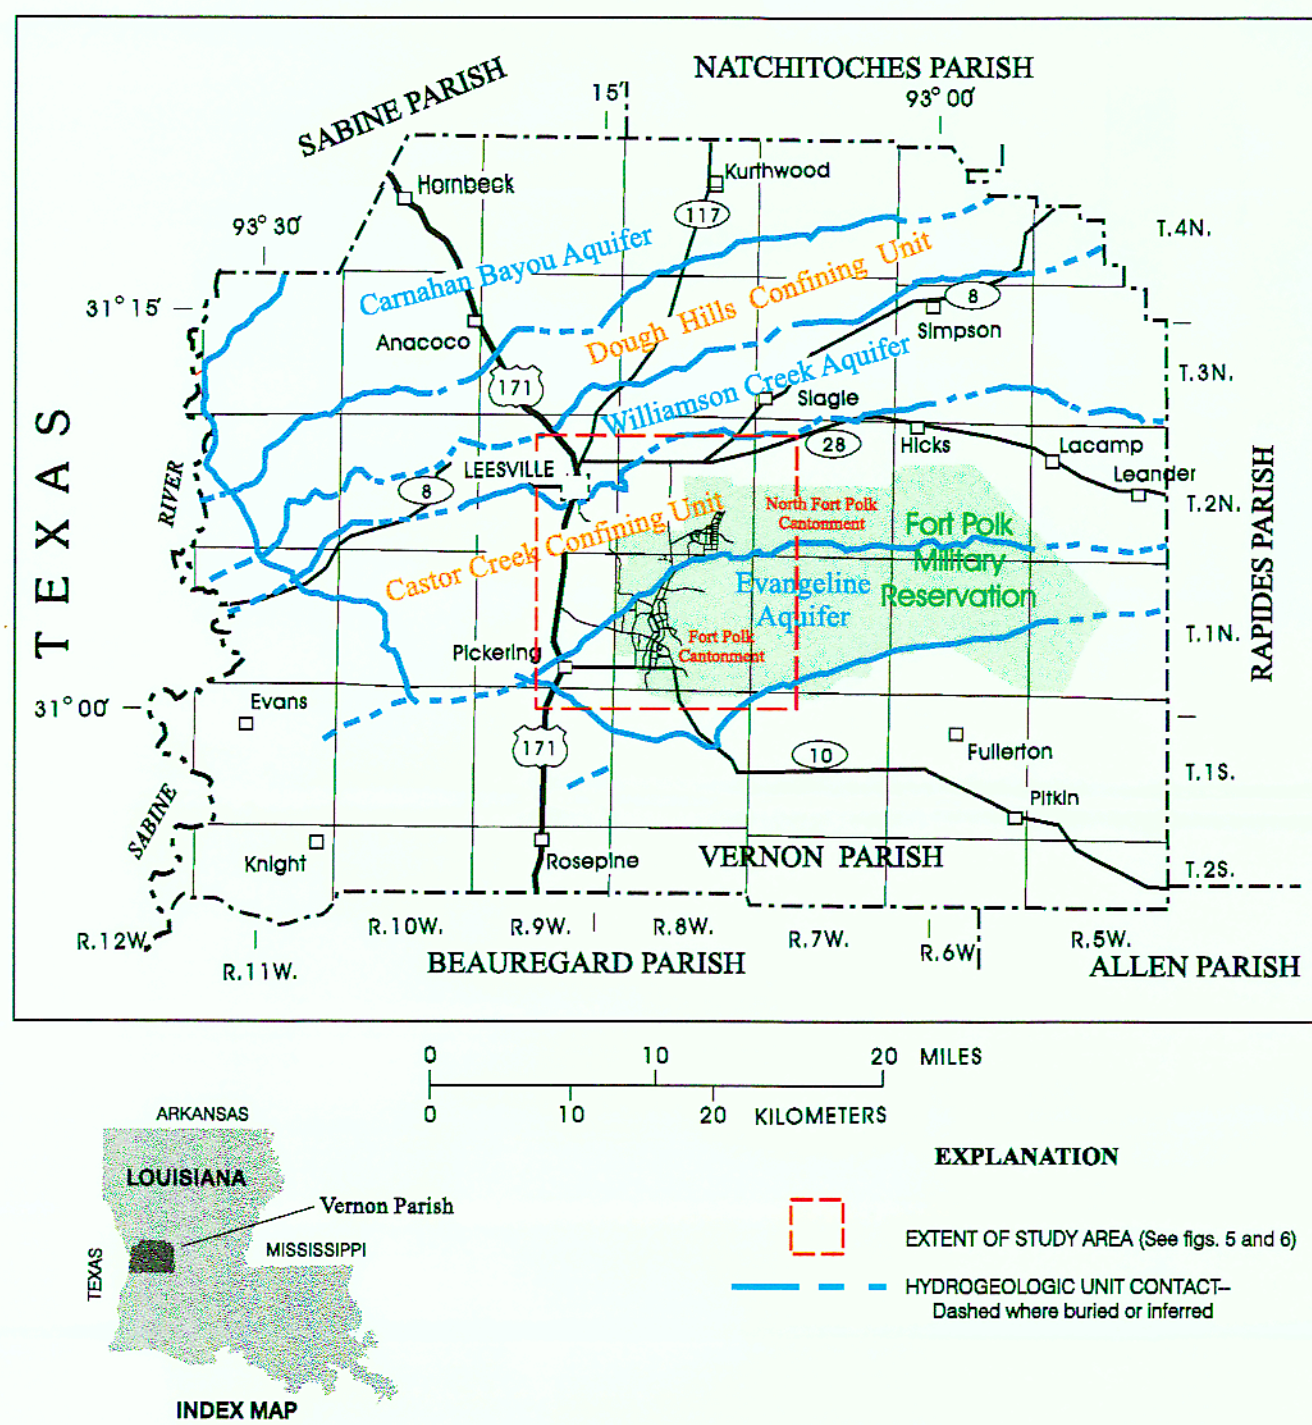 SABINE PARISH
NATCHITOCHES PARISH
15′
93° 00′
Hornbeck
Kurthwood
117
93° 30′
T.4N.
Carnahan Bayou Aquifer
Dough Hills Confining Unit
31° 15′
8
Simpson
Anacoco
171
Williamson Creek Aquifer
T.3N.
Slagle
TEXAS
28
Hicks
Lacamp
LEESVILLE
Leander
8
RIVER
T.2N.
RAPIDES PARISH
North Fort Polk
Cantonment
Fort Polk
Military
Reservation
Castor Creek Confining Unit
Evangeline
Aquifer
T.1N.
Fort Polk
Cantonment
Pickering
31° 00′
Evans
171
10
Fullerton
T.1S.
Pitkin
SABINE
Knight
Rosepine
VERNON PARISH
T.2S.
R.12W.
R.11W.
R.10W.
R.9W.
R.8W.
R.7W.
R.6W.
R.5W.
BEAUREGARD PARISH
ALLEN PARISH
0 10 20 MILES
0 10 20 KILOMETERS
ARKANSAS
LOUISIANA
Vernon Parish
MISSISSIPPI
TEXAS
INDEX MAP
EXPLANATION
EXTENT OF STUDY AREA (See figs. 5 and 6)
HYDROGEOLOGIC UNIT CONTACT–
Dashed where buried or inferred